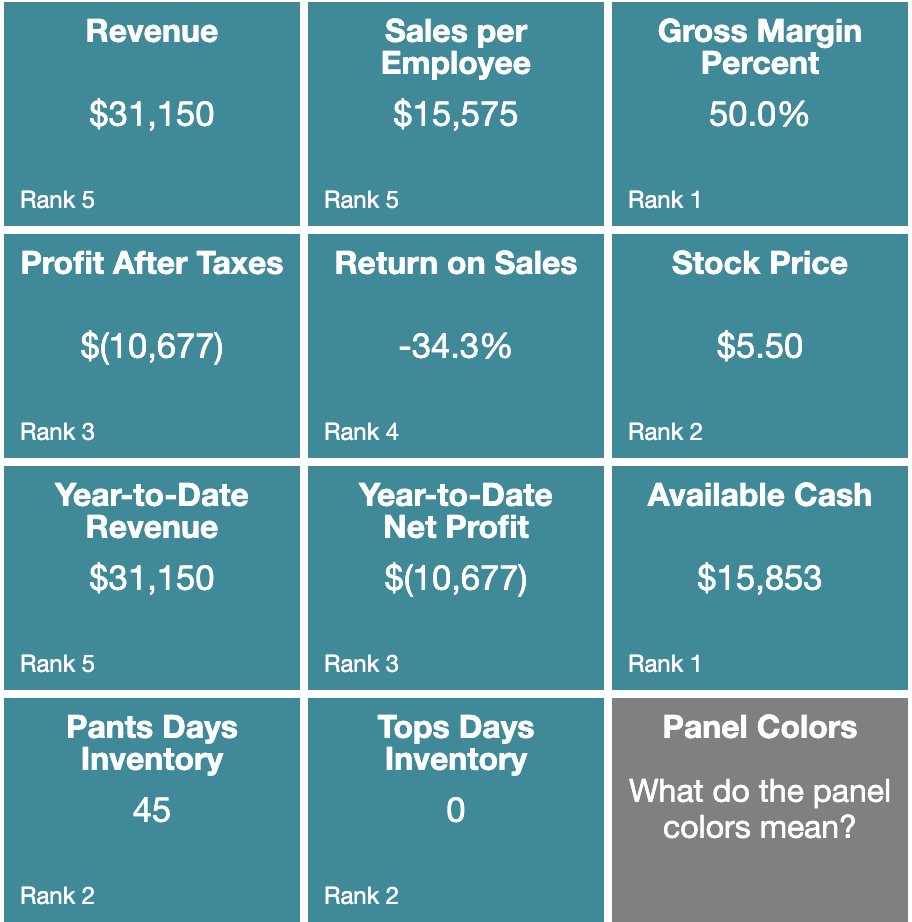 Revenue
$31,150
Rank 5
Sales per
Employee
$15,575
Rank 5
Gross Margin
Percent
50.0%
Rank 1
Profit After Taxes
$(10,677)
Rank 3
Return on Sales
-34.3%
Rank 4
Stock Price
$5.50
Rank 2
Year-to-Date
Revenue
$31,150
Rank 5
Year-to-Date
Net Profit
$(10,677)
Rank 3
Available Cash
$15,853
Rank 1
Pants Days
Inventory
45
Rank 2
Tops Days
Inventory
0
Rank 2
Panel Colors
What do the panel
colors mean?